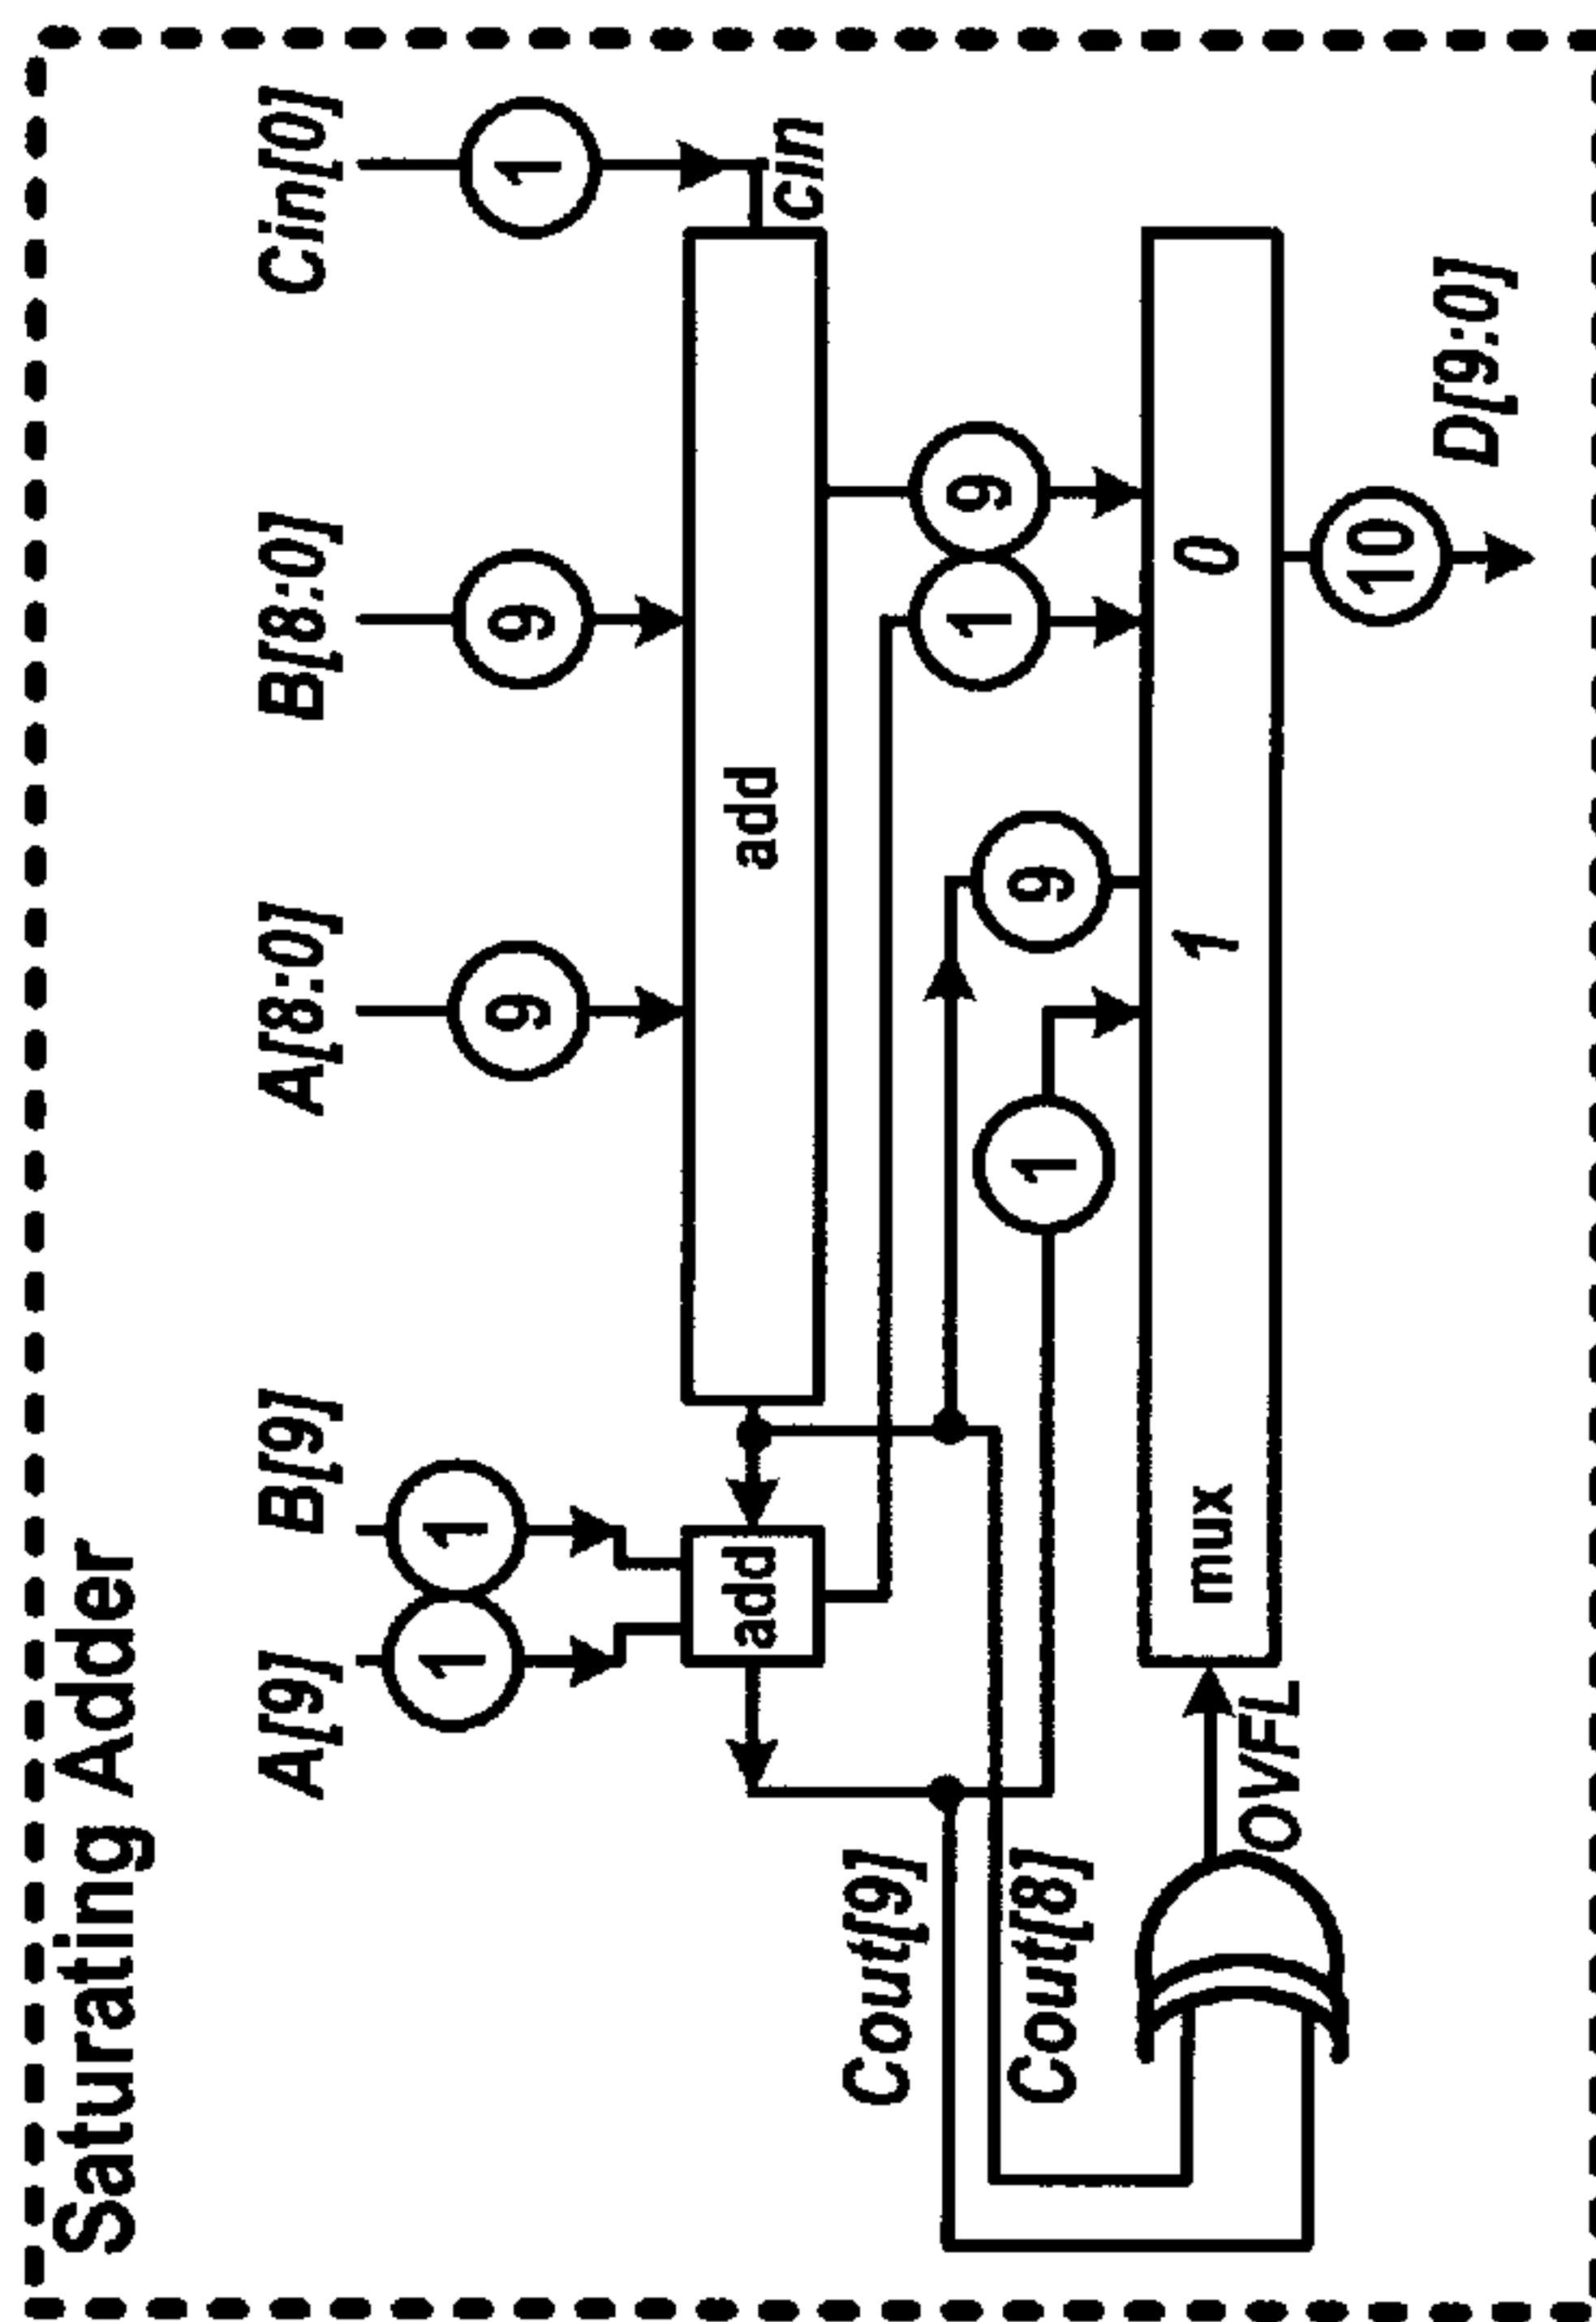 Saturating Adder
A[9] B[9] A[8:0] B[8:0] Cin[0]
1 1 9 9 1
add add cin
Cout[9] 1 9
Cout[8] 1 9
mux 1 0
OVFL 10
D[9:0]